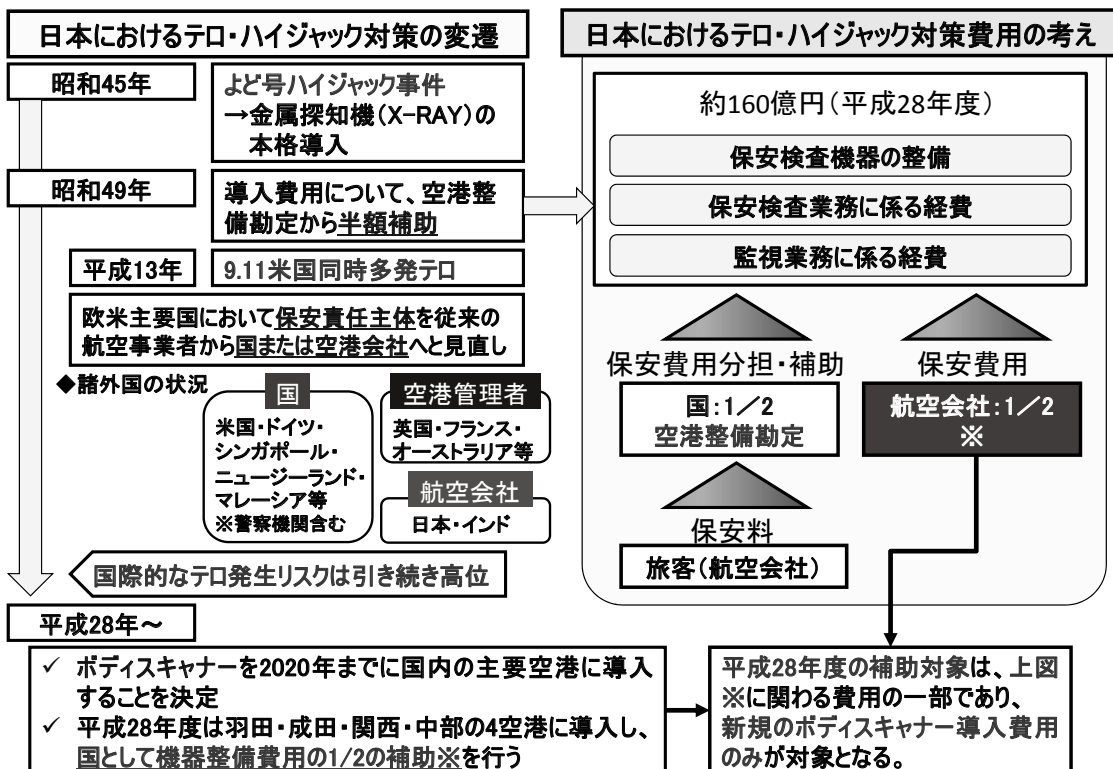 日本におけるテロ・ハイジャック対策の変遷
昭和45年
よど号ハイジャック事件
→金属探知機(X-RAY)の
本格導入
昭和49年
導入費用について、空港整
備勘定から半額補助
平成13年
9.11米国同時多発テロ
欧米主要国において保安責任主体を従来の
航空事業者から国または空港会社へと見直し
◆諸外国の状況
国
米国・ドイツ・
シンガポール・
ニュージーランド・
マレーシア等
※警察機関含む
空港管理者
英国・フランス・
オーストラリア等
航空会社
日本・インド
国際的なテロ発生リスクは引き続き高位
日本におけるテロ・ハイジャック対策費用の考え
約160億円(平成28年度)
保安検査機器の整備
保安検査業務に係る経費
監視業務に係る経費
保安費用分担・補助
国:1/2
空港整備勘定
保安料
旅客(航空会社)
保安費用
航空会社:1/2
※
平成28年~
✓ ボディスキャナーを2020年までに国内の主要空港に導入
することを決定
✓ 平成28年度は羽田・成田・関西・中部の4空港に導入し、
国として機器整備費用の1/2の補助※を行う
平成28年度の補助対象は、上図
※に関わる費用の一部であり、
新規のボディスキャナー導入費用
のみが対象となる。